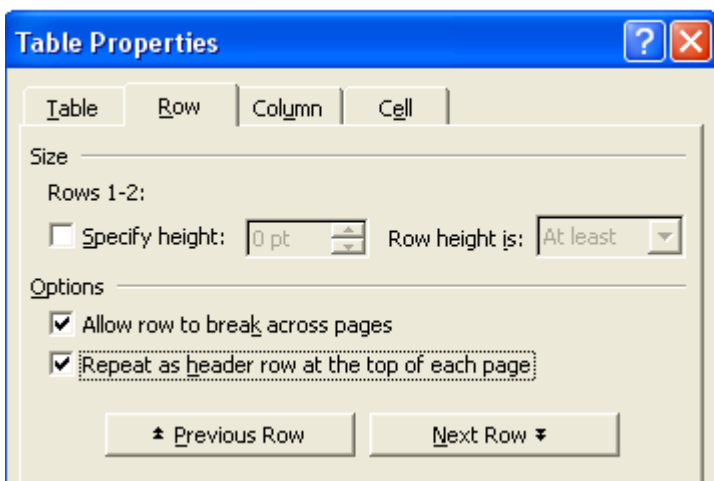 Table Properties
Table Row Column Cell
Size
Rows 1-2:
Specify height: 0 pt Row height is: At least
Options
Allow row to break across pages
Repeat as header row at the top of each page
Previous Row Next Row